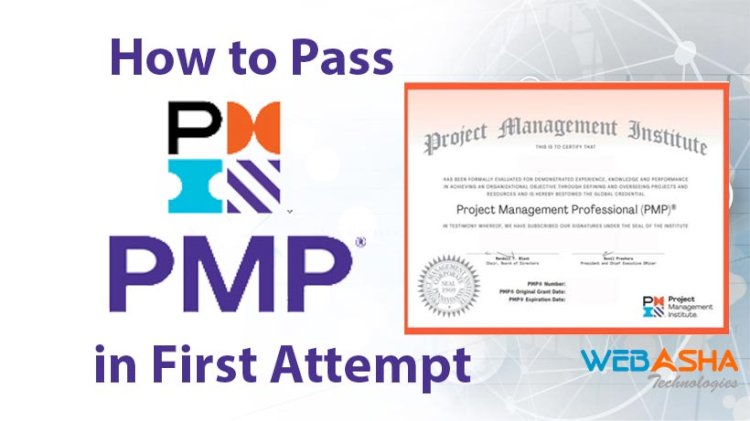 How to Pass
PMP®
in First Attempt
Project Management Institute
THIS IS TO CERTIFY THAT
HAS BEEN FORMALLY EVALUATED FOR DEMONSTRATED EXPERIENCE, KNOWLEDGE AND PERFORMANCE
IN ACHIEVING AN ORGANIZATIONAL OBJECTIVE THROUGH DEFINING AND OVERSEEING PROJECTS AND
RESOURCES AND IS HEREBY BESTOWED THE GLOBAL CREDENTIAL
Project Management Professional (PMP)®
IN TESTIMONY WHEREOF, WE HAVE SUBSCRIBED OUR SIGNATURES UNDER THE SEAL OF THE INSTITUTE
Chair, Board of Directors
President and Chief Executive Officer
PMP® Number:
PMP® Original Grant Date:
PMP® Expiration Date:
Project
Management
Institute.
WEBASHA
Technologies